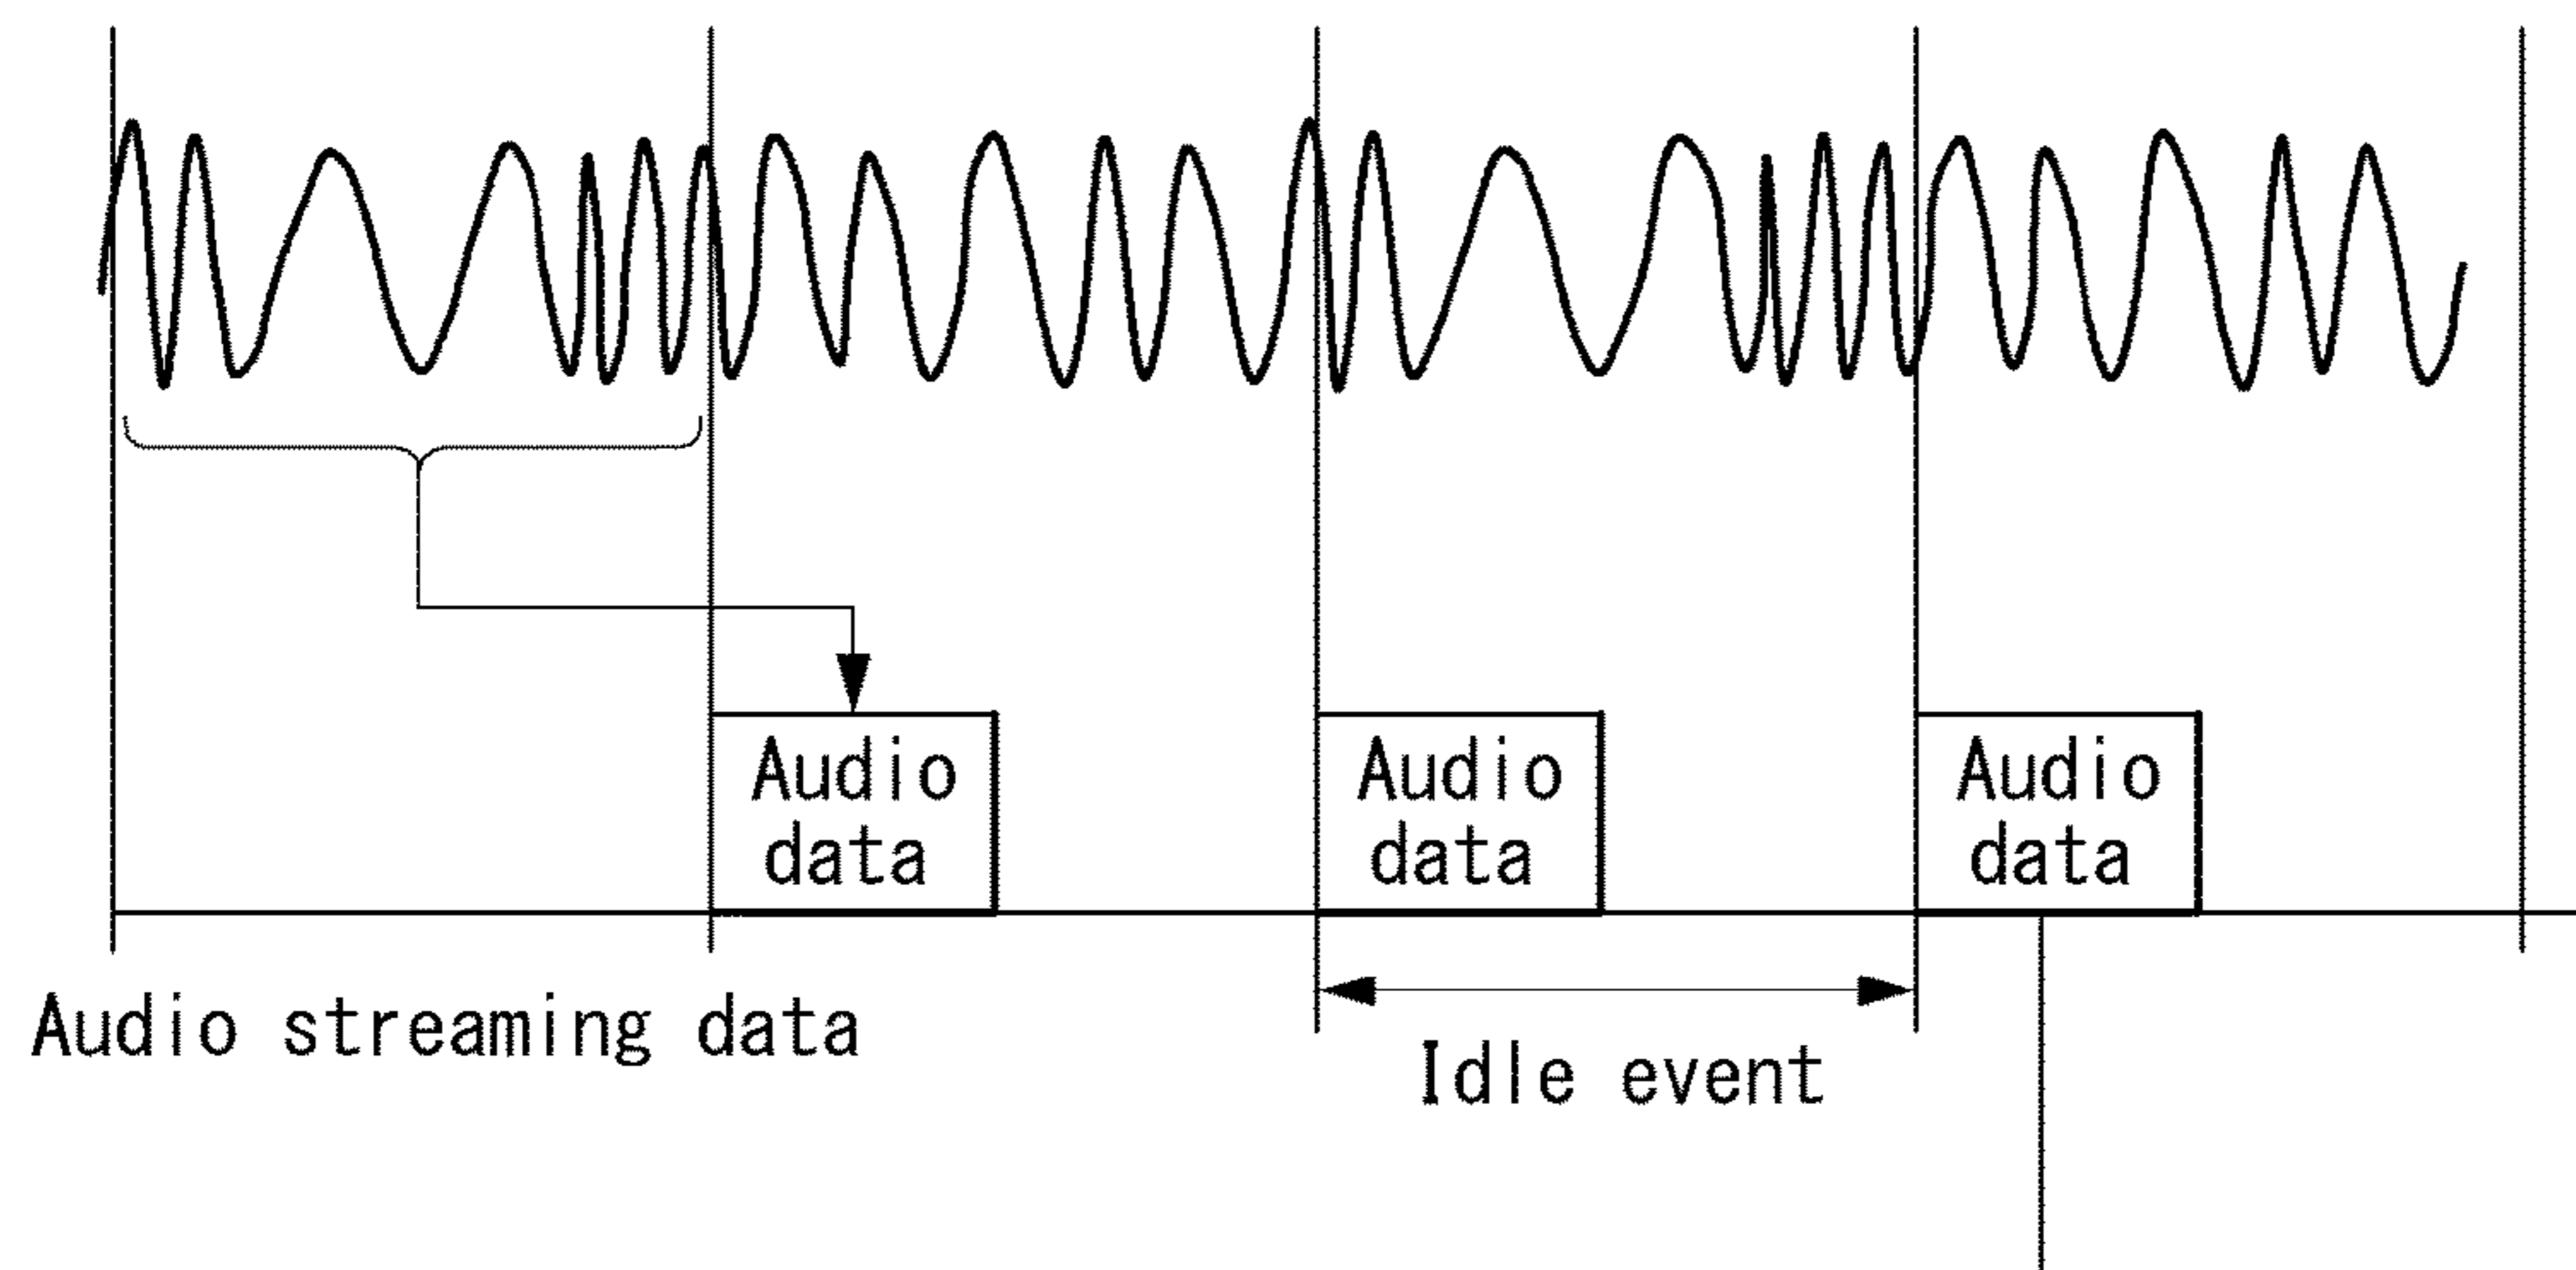 Audio
data
Audio
data
Audio
data
Audio streaming data
Idle event